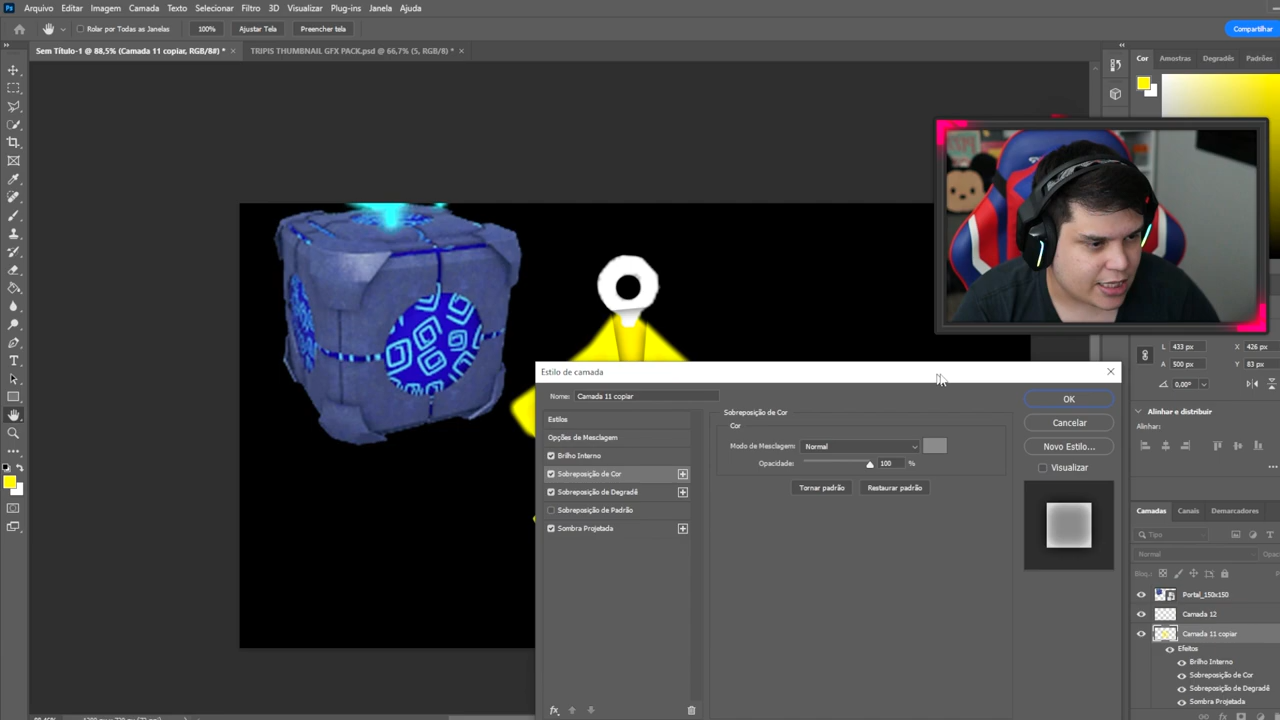 Arquivo Editar Imagem Camada Texto Selecionar Filtro 3D Visualizar Plug-ins Janela Ajuda
Rolar por Todas as Janelas 100% Ajustar Tela Preencher tela Compartilhar
Sem Título-1 @ 88,5% (Camada 11 copiar, RGB/8#) * × TRIPIS THUMBNAIL GFX PACK.psd @ 66,7% (5, RGB/8) * ×
Cor Amostras Degradês Padrões
L: 433 px X: 426 px
A: 500 px Y: 83 px
0,00°
Alinhar e distribuir
Alinhar:
Estilo de camada
Nome: Camada 11 copiar
Estilos
Opções de Mesclagem
Brilho Interno
Sobreposição de Cor
Sobreposição de Degradê
Sobreposição de Padrão
Sombra Projetada
fx
Sobreposição de Cor
Cor
Modo de Mesclagem: Normal
Opacidade: 100 %
Tornar padrão Restaurar padrão
OK
Cancelar
Novo Estilo...
Visualizar
Camadas Canais Demarcadores
Tipo
Normal
Portal_150x150
Camada 12
Camada 11 copiar
Efeitos
Brilho Interno
Sobreposição de Cor
Sobreposição de Degradê
Sombra Projetada